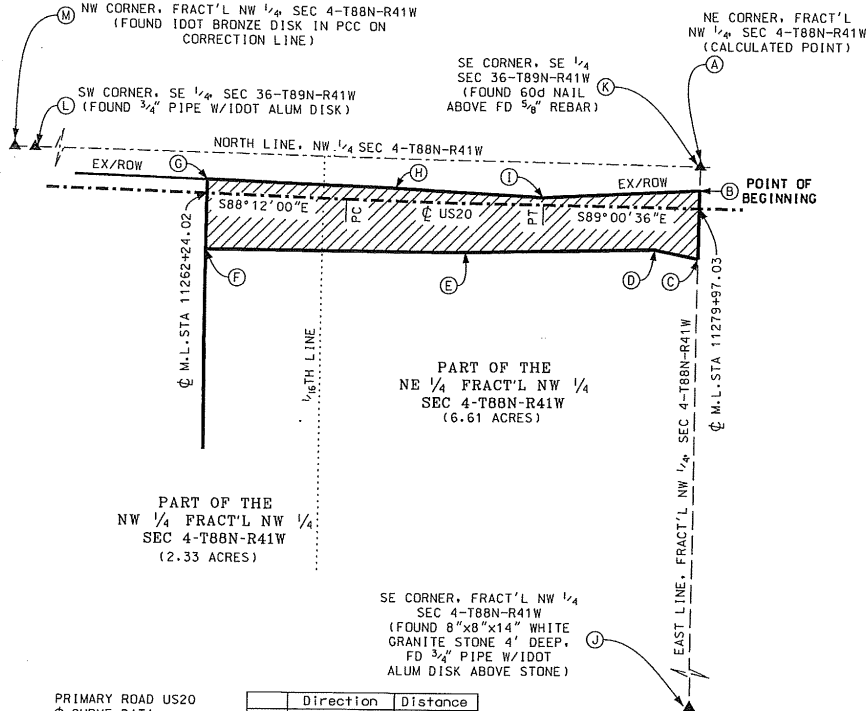 M NW CORNER, FRACT'L NW 1/4, SEC 4-T88N-R41W
(FOUND IDOT BRONZE DISK IN PCC ON
CORRECTION LINE)
NE CORNER, FRACT'L
NW 1/4, SEC 4-T88N-R41W
(CALCULATED POINT)
A
L SW CORNER, SE 1/4, SEC 36-T89N-R41W
(FOUND 3/4" PIPE W/IDOT ALUM DISK)
SE CORNER, SE 1/4
SEC 36-T89N-R41W
(FOUND 60d NAIL
ABOVE FD 5/8" REBAR)
K
NORTH LINE, NW 1/4 SEC 4-T88N-R41W
EX/ROW
G
H
I
EX/ROW
B POINT OF
BEGINNING
S88°12'00"E
PC
℄ US20
PT
S89°00'36"E
F
E
D
C
℄ M.L.STA 11262+24.02
1/16TH LINE
EAST LINE, FRACT'L NW 1/4, SEC 4-T88N-R41W
℄ M.L.STA 11279+97.03
PART OF THE
NE 1/4 FRACT'L NW 1/4
SEC 4-T88N-R41W
(6.61 ACRES)
PART OF THE
NW 1/4 FRACT'L NW 1/4
SEC 4-T88N-R41W
(2.33 ACRES)
SE CORNER, FRACT'L NW 1/4
SEC 4-T88N-R41W
(FOUND 8"x8"x14" WHITE
GRANITE STONE 4' DEEP,
FD 3/4" PIPE W/IDOT
ALUM DISK ABOVE STONE)
J
PRIMARY ROAD US20
Direction Distance